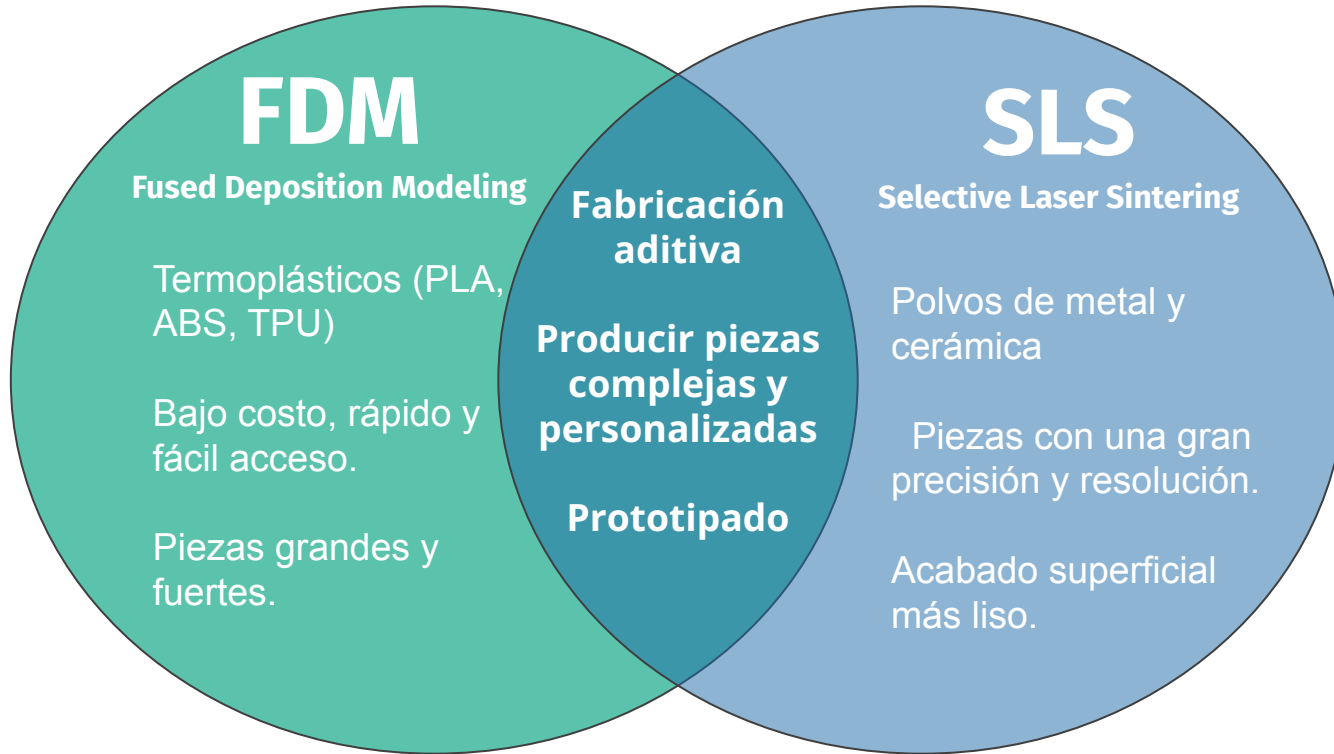 FDM
Fused Deposition Modeling
Termoplásticos (PLA,
ABS, TPU)
Bajo costo, rápido y
fácil acceso.
Piezas grandes y
fuertes.
Fabricación
aditiva
Producir piezas
complejas y
personalizadas
Prototipado
SLS
Selective Laser Sintering
Polvos de metal y
cerámica
Piezas con una gran
precisión y resolución.
Acabado superficial
más liso.